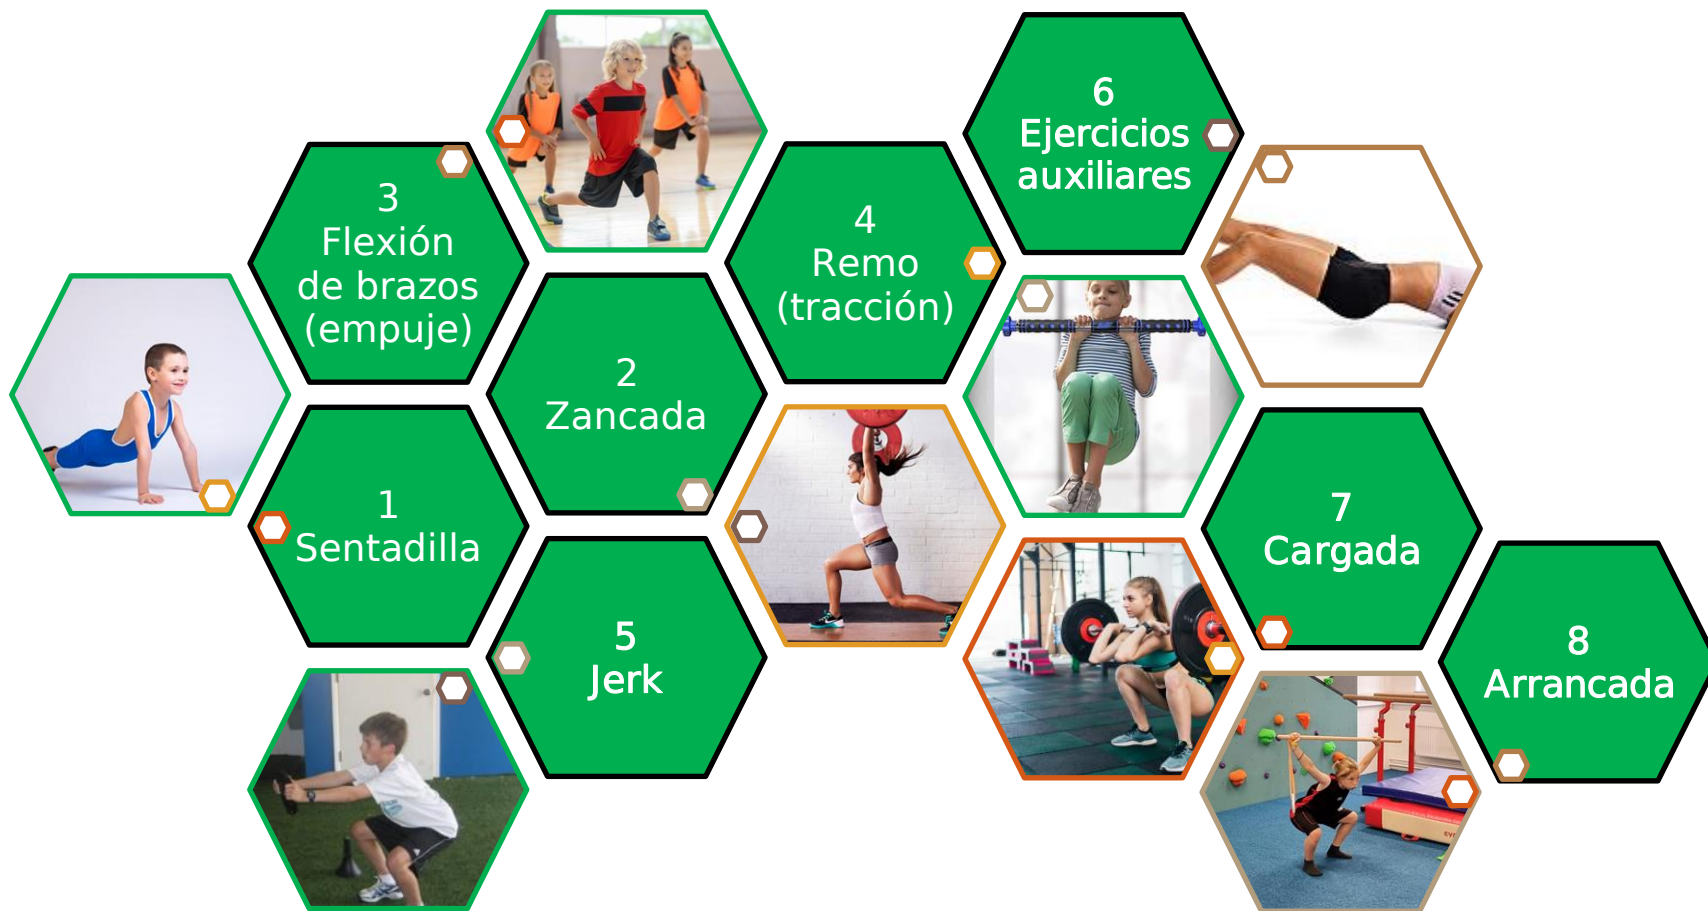 6
Ejercicios
auxiliares
3
Flexión
de brazos
(empuje)
4
Remo
(tracción)
2
Zancada
1
Sentadilla
7
Cargada
5
Jerk
8
Arrancada